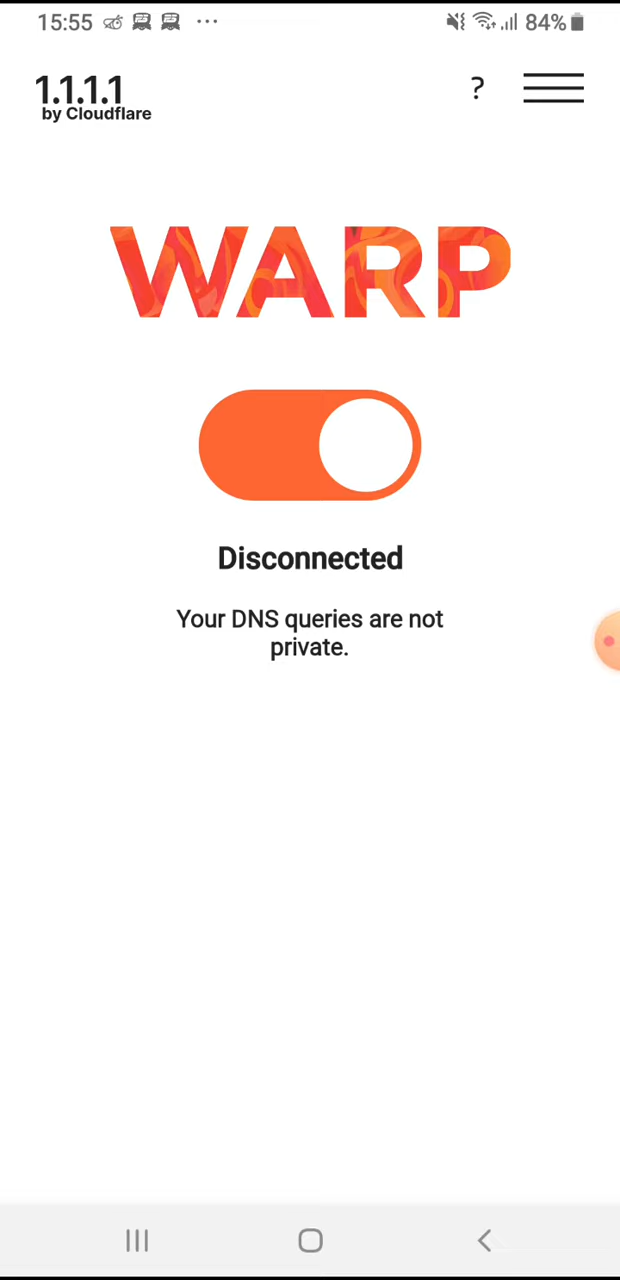 15:55 ... 84%
1.1.1.1 ?
by Cloudflare
WARP
Disconnected
Your DNS queries are not
private.